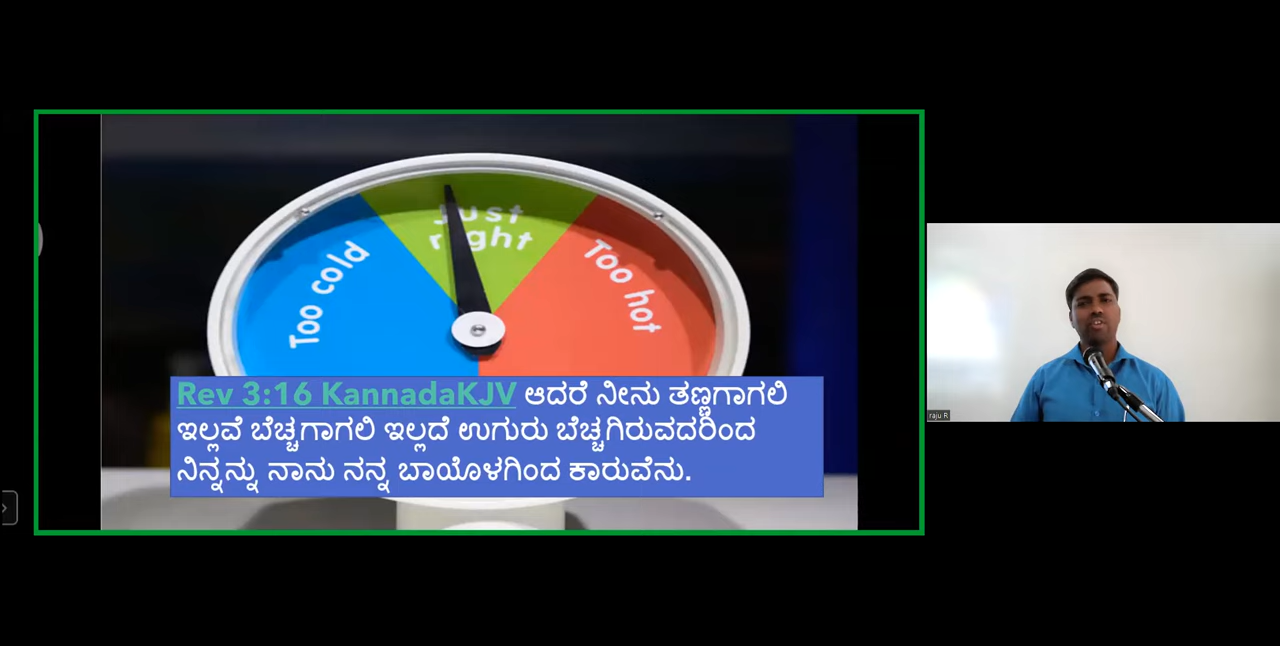 Too cold
Just
right
Too hot
Rev 3:16 KannadaKJV ಆದರೆ ನೀನು ತಣ್ಣಗಾಗಲಿ
ಇಲ್ಲವೆ ಬೆಚ್ಚಗಾಗಲಿ ಇಲ್ಲದೆ ಉಗುರು ಬೆಚ್ಚಗಿರುವದರಿಂದ
ನಿನ್ನನ್ನು ನಾನು ನನ್ನ ಬಾಯೊಳಗಿಂದ ಕಾರುವೆನು.
raju R